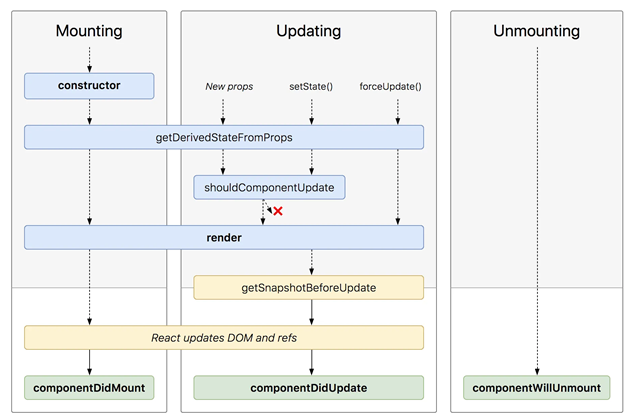 Mounting
Updating
Unmounting
constructor
New props
setState()
forceUpdate()
getDerivedStateFromProps
shouldComponentUpdate
render
getSnapshotBeforeUpdate
React updates DOM and refs
componentDidMount
componentDidUpdate
componentWillUnmount